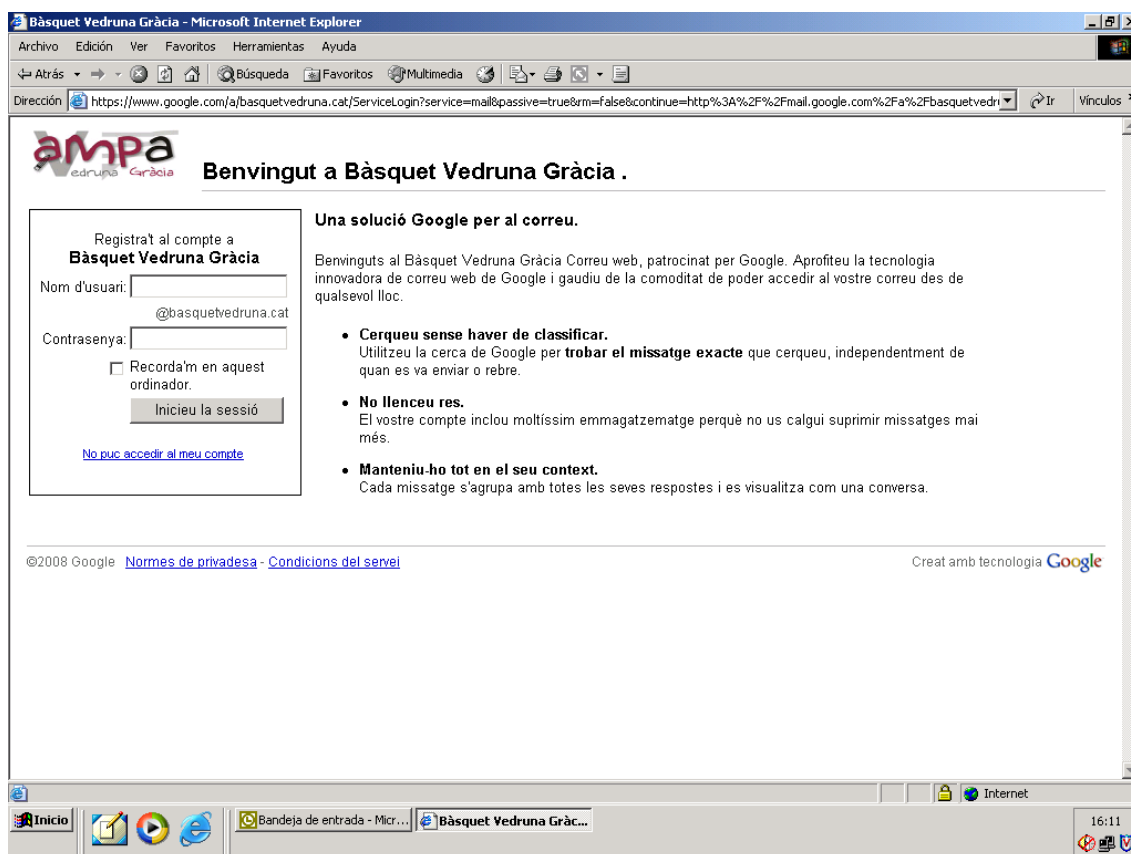 Bàsquet Vedruna Gràcia - Microsoft Internet Explorer
Archivo Edición Ver Favoritos Herramientas Ayuda
Atrás Búsqueda Favoritos Multimedia
Dirección https://www.google.com/a/basquetvedruna.cat/ServiceLogin?service=mail&passive=true&rm=false&continue=http%3A%2F%2Fmail.google.com%2Fa%2Fbasquetvedr Ir Vínculos
ampa
edruna Gràcia
Benvingut a Bàsquet Vedruna Gràcia .
Registra't al compte a
Bàsquet Vedruna Gràcia
Nom d'usuari:
@basquetvedruna.cat
Contrasenya:
Recorda'm en aquest
ordinador.
Inicieu la sessió
No puc accedir al meu compte
Una solució Google per al correu.
Benvinguts al Bàsquet Vedruna Gràcia Correu web, patrocinat per Google. Aprofiteu la tecnologia
innovadora de correu web de Google i gaudiu de la comoditat de poder accedir al vostre correu des de
qualsevol lloc.
• Cerqueu sense haver de classificar.
Utilitzeu la cerca de Google per trobar el missatge exacte que cerqueu, independentment de
quan es va enviar o rebre.
• No llenceu res.
El vostre compte inclou moltíssim emmagatzematge perquè no us calgui suprimir missatges mai
més.
• Manteniu-ho tot en el seu context.
Cada missatge s'agrupa amb totes les seves respostes i es visualitza com una conversa.
©2008 Google Normes de privadesa - Condicions del servei
Creat amb tecnologia Google
Internet
Inicio Bandeja de entrada - Micr... Bàsquet Vedruna Gràc... 16:11